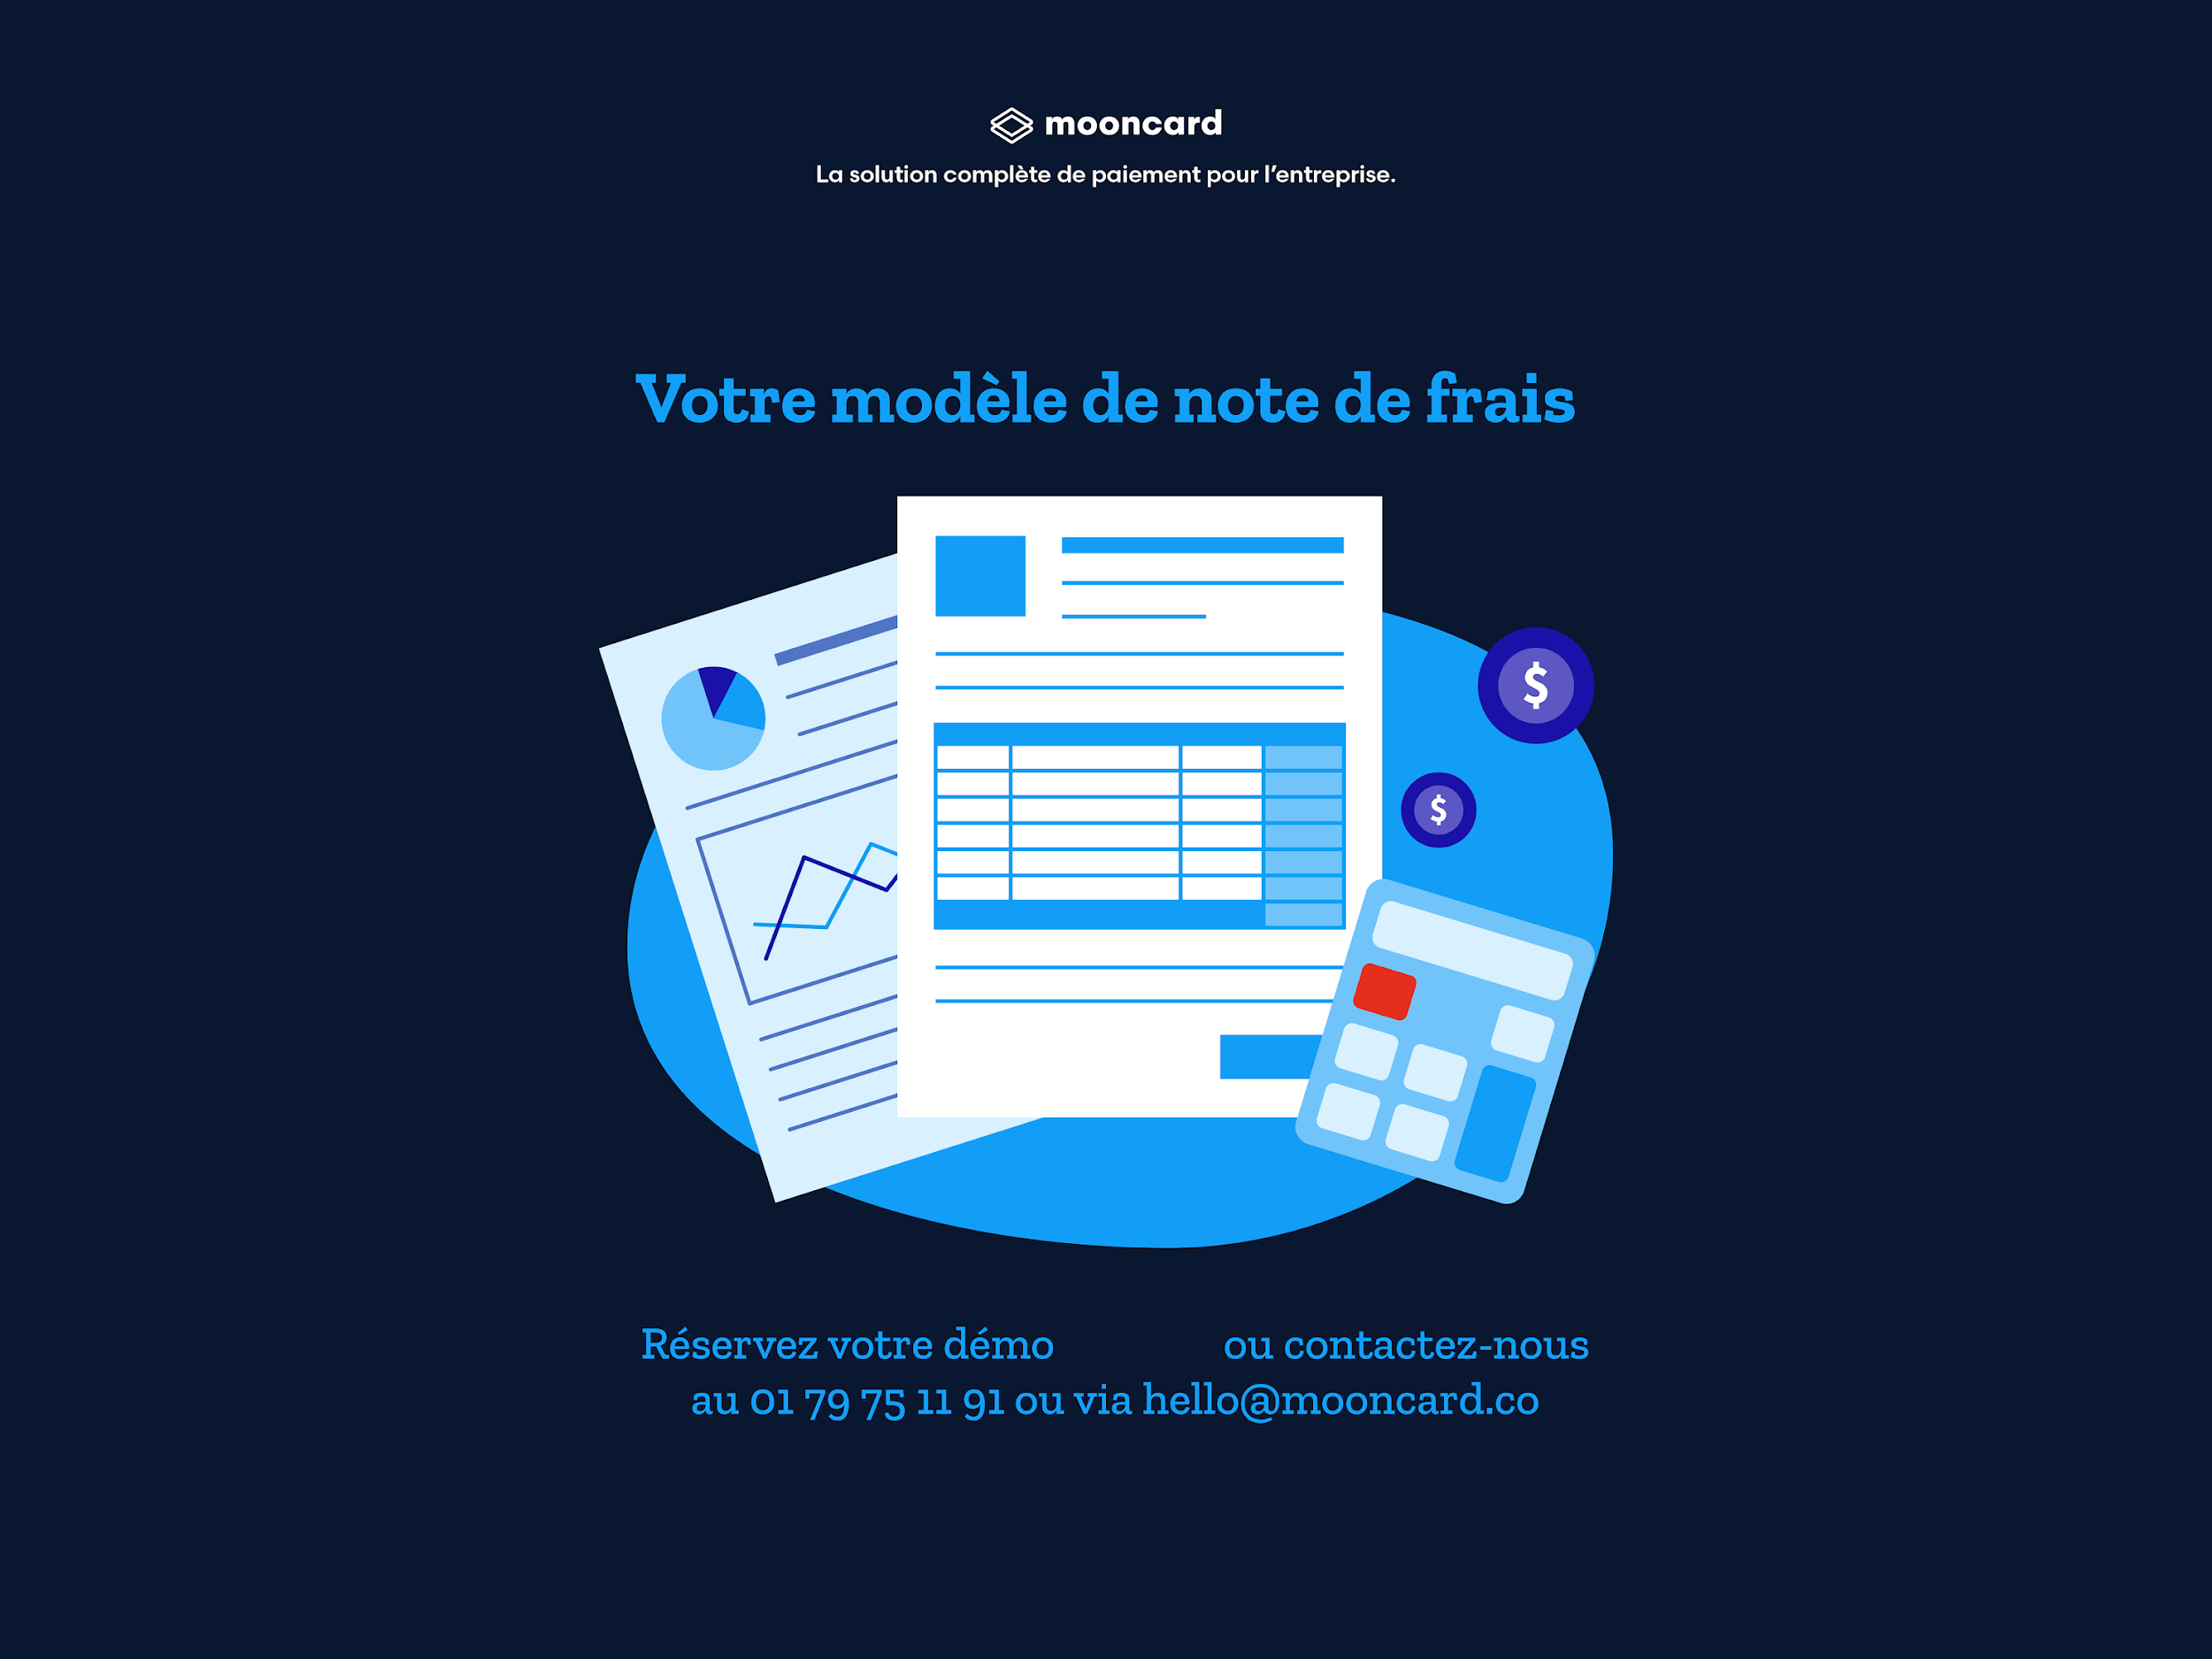 mooncard
La solution complète de paiement pour l’entreprise.
Votre modèle de note de frais
$
$
Réservez votre démo ou contactez-nous
au 01 79 75 11 91 ou via hello@mooncard.co